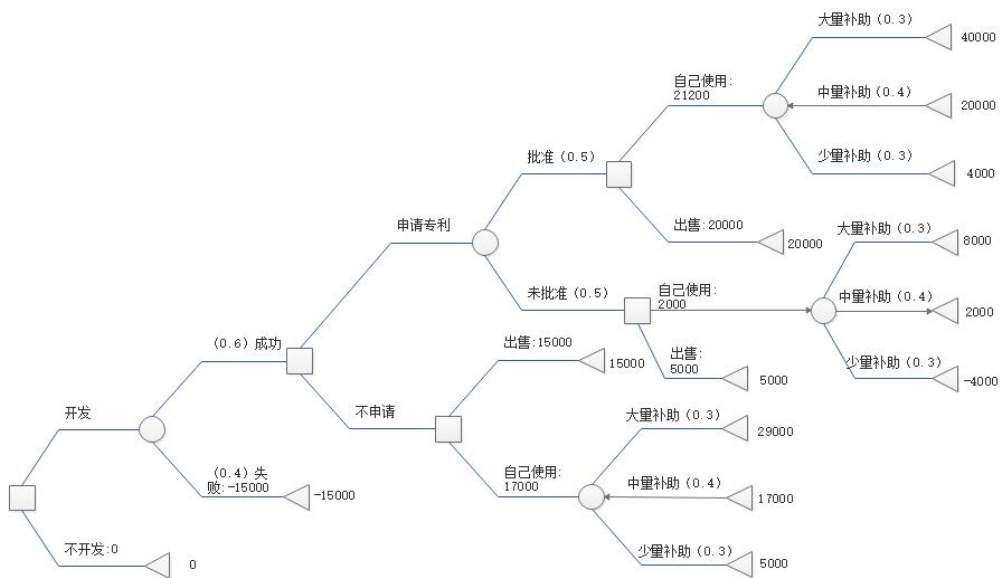 大量补助（0.3）
40000
自己使用:
21200
中量补助（0.4）
20000
批准（0.5）
少量补助（0.3）
4000
申请专利
出售:20000
20000
大量补助（0.3）
8000
未批准（0.5）
自己使用:
2000
中量补助（0.4）
2000
（0.6）成功
出售:15000
15000
出售:
5000
5000
少量补助（0.3）
-4000
开发
不申请
大量补助（0.3）
29000
（0.4）失
败:-15000
-15000
自己使用:
17000
中量补助（0.4）
17000
不开发:0
0
少量补助（0.3）
5000